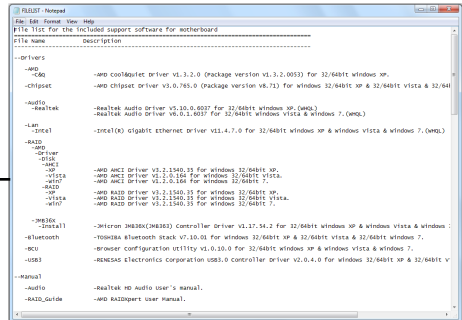 FILELIST - Notepad
File Edit Format View Help
File list for the included support software for motherboard
File Name Description
--Drivers
-AMD
-C&Q -AMD Cool&Quiet Driver V1.3.2.0 (Package version V1.3.2.0053) for 32/64bit Windows XP.
-Chipset -AMD Chipset Driver V3.0.765.0 (Package version V8.71) for Windows 32/64bit Windows XP & 32/64bit Vista & 32/64
-Audio
-Realtek -Realtek Audio Driver V5.10.0.6037 for 32/64bit Windows XP.(WHQL)
-Realtek Audio Driver V6.0.1.6037 for 32/64bit Windows Vista & Windows 7.(WHQL)
-Lan
-Intel -Intel(R) Gigabit Ethernet Driver V11.4.7.0 for 32/64bit Windows XP & Windows Vista & Windows 7.(WHQL)
-RAID
-AMD
-Driver
-Disk
-AHCI
-XP -AMD AHCI Driver V3.2.1540.35 for Windows 32/64bit XP.
-Vista -AMD AHCI Driver V1.2.0.164 for Windows 32/64bit Vista.
-Win7 -AMD AHCI Driver V1.2.0.164 for Windows 32/64bit 7.
-RAID
-XP -AMD RAID Driver V3.2.1540.35 for Windows 32/64bit XP.
-Vista -AMD RAID Driver V3.2.1540.35 for Windows 32/64bit Vista.
-Win7 -AMD RAID Driver V3.2.1540.35 for Windows 32/64bit 7.
-JMB36X
-Install -JMicron JMB36X(JMB363) Controller Driver V1.17.54.2 for 32/64bit Windows XP & Windows Vista & Windows
-Bluetooth -TOSHIBA Bluetooth Stack V7.10.01 for Windows 32/64bit XP & 32/64bit Vista & 32/64bit Windows 7.
-BCU -Browser Configuration Utility V1.0.10.0 for Windows XP & Windows Vista & Windows 7.
-USB3 -RENESAS Electronics Corporation USB3.0 Controller Driver V2.0.4.0 for Windows 32/64bit XP & 32/64bit V
--Manual
-Audio -Realtek HD Audio User's Manual.
-RAID_Guide -AMD RAIDXpert User Manual.